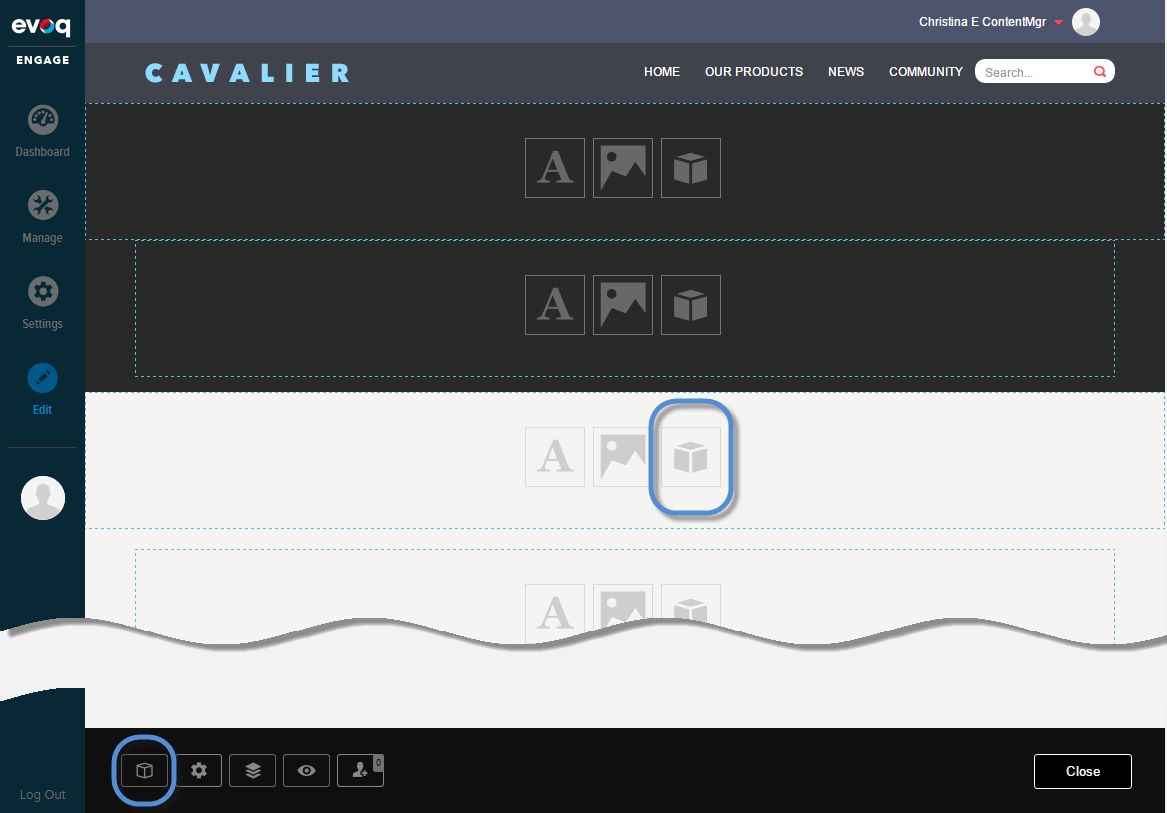 evoq
ENGAGE
Christina E ContentMgr
CAVALIER
HOME OUR PRODUCTS NEWS COMMUNITY Search...
Dashboard
Manage
Settings
Edit
A
A
A
A
0
Close
Log Out